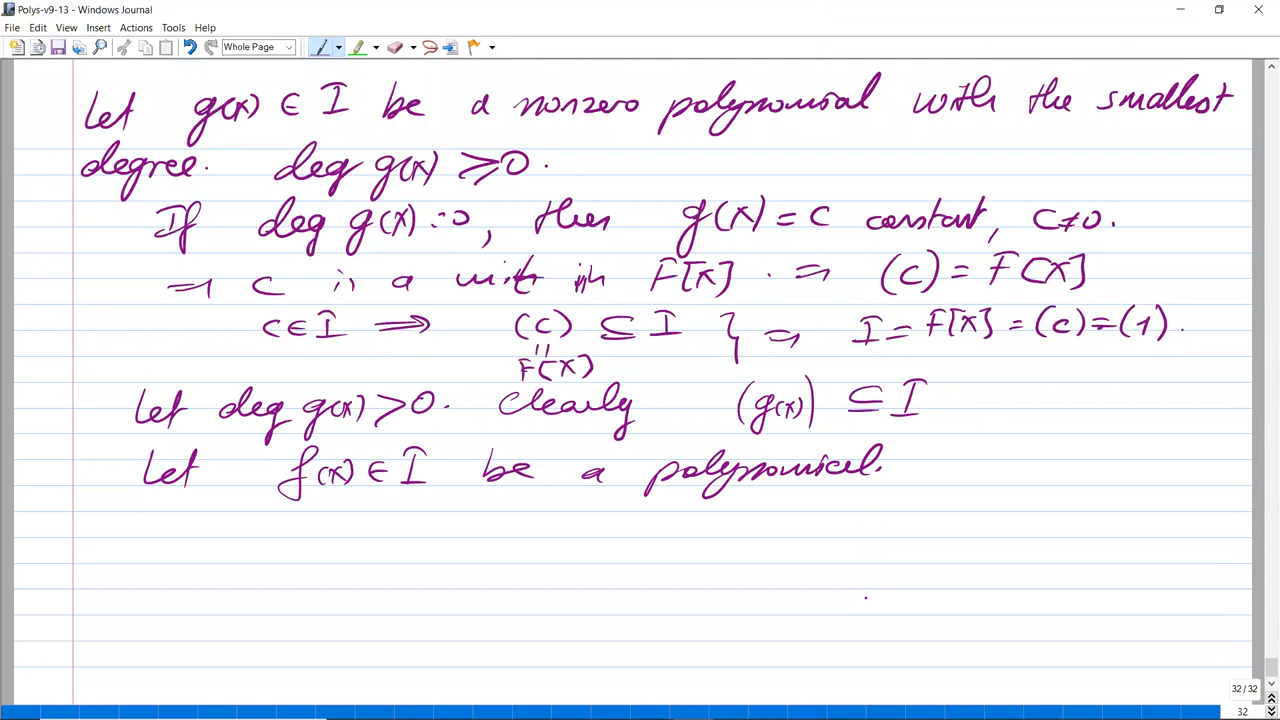 Polys-v9-13 - Windows Journal
File Edit View Insert Actions Tools Help
Whole Page
Let g(x) ∈ I be a nonzero polynomial with the smallest
degree. deg g(x) ⩾ 0.
If deg g(x) = 0, then g(x) = c constant, c ≠ 0.
⇒ c is a unit in F[x]. ⇒ (c) = F[x]
c ∈ I ⟹ (c) ⊆ I } ⇒ I = F[x] = (c) = (1).
"
F[x]
Let deg g(x) > 0. Clearly (g(x)) ⊆ I
Let f(x) ∈ I be a polynomial.
32/32
32